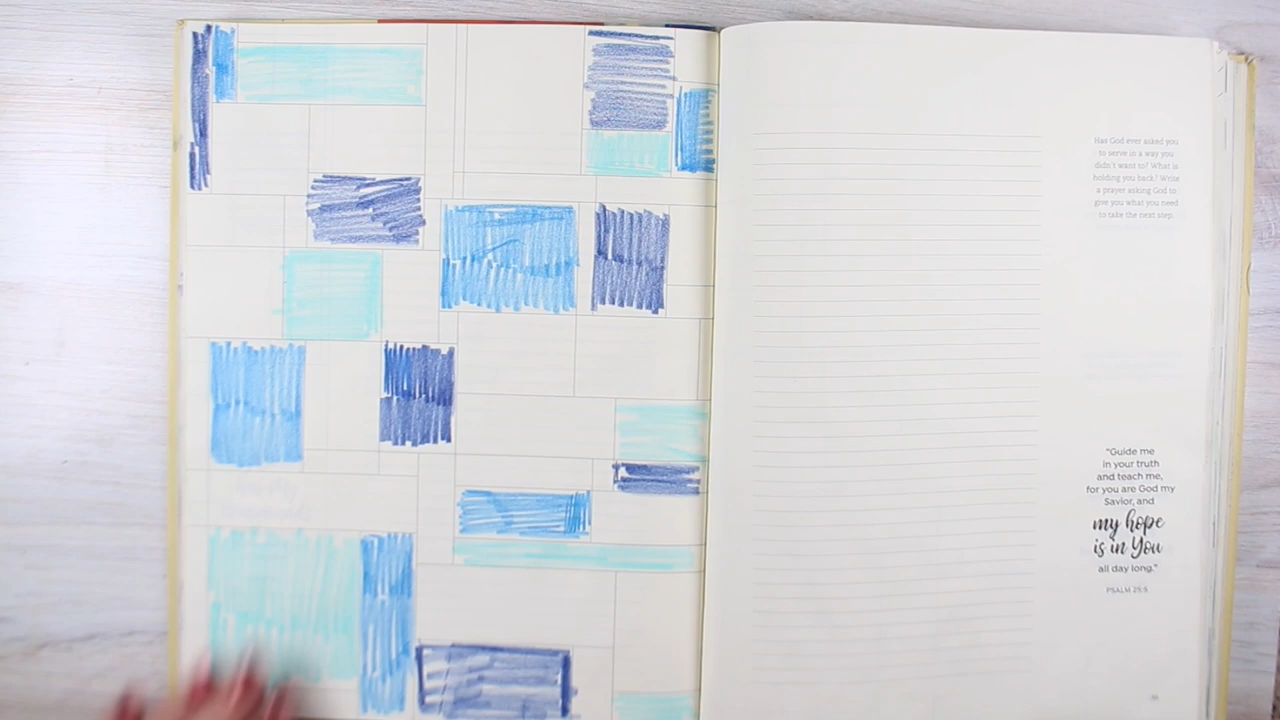 Has God ever asked you
to serve in a way you
didn't want to? What is
holding you back? Write
a prayer asking God to
give you what you need
to take the next step.
"Guide me
in your truth
and teach me,
for you are God my
Savior, and
my hope
is in You
all day long."
PSALM 25:5